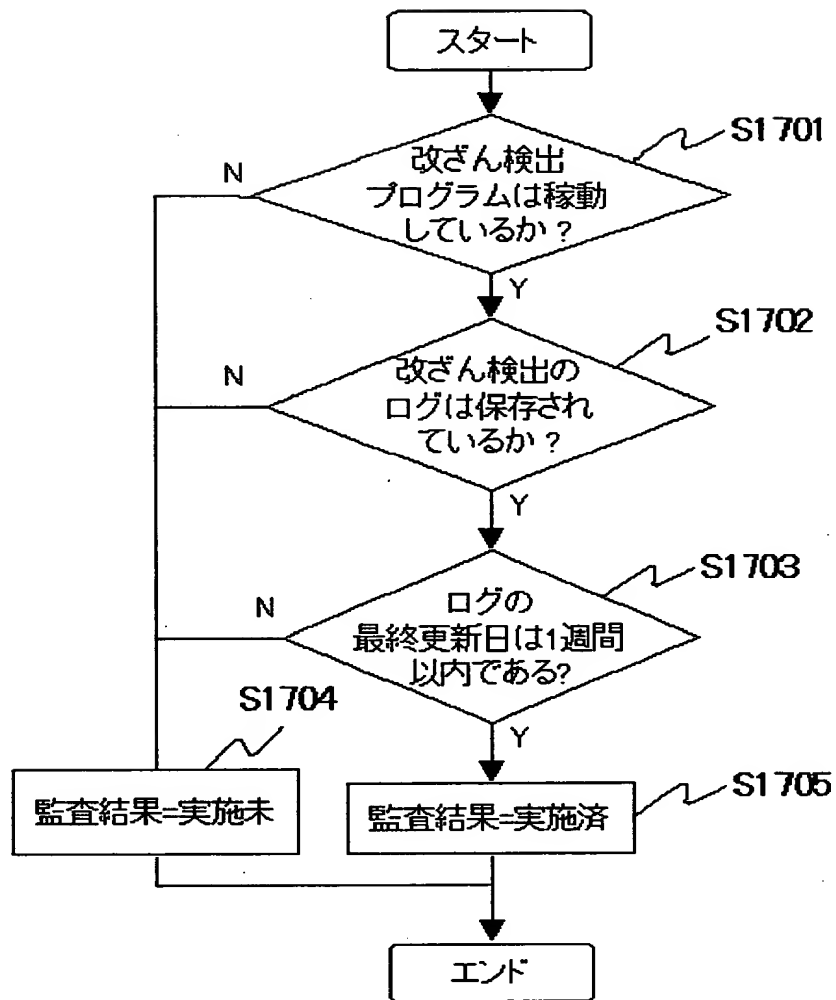 スタート
S1701
改ざん検出
プログラムは稼動
しているか？
N
Y
S1702
改ざん検出の
ログは保存され
ているか？
N
Y
S1703
ログの
最終更新日は1週間
以内である?
N
Y
S1704
監査結果=実施未
S1705
監査結果=実施済
エンド